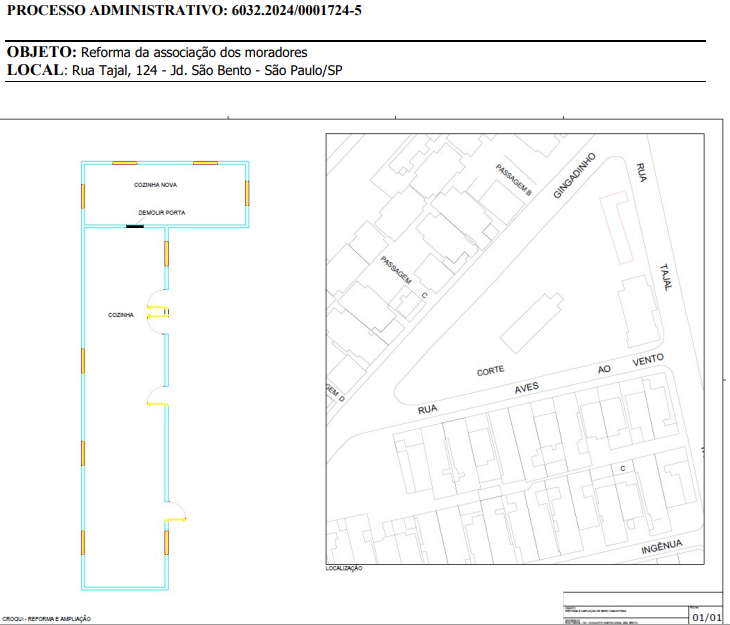 PROCESSO ADMINISTRATIVO: 6032.2024/0001724-5
OBJETO: Reforma da associação dos moradores
LOCAL: Rua Tajal, 124 - Jd. São Bento - São Paulo/SP
COZINHA NOVA
DEMOLIR PORTA
COZINHA
CROQUI - REFORMA E AMPLIAÇÃO
PASSAGEM B
GINGADINHO
RUA
TAJAL
PASSAGEM C
GEM D
CORTE
RUA AVES AO VENTO
C
INGÊNUA
LOCALIZAÇÃO
01/01